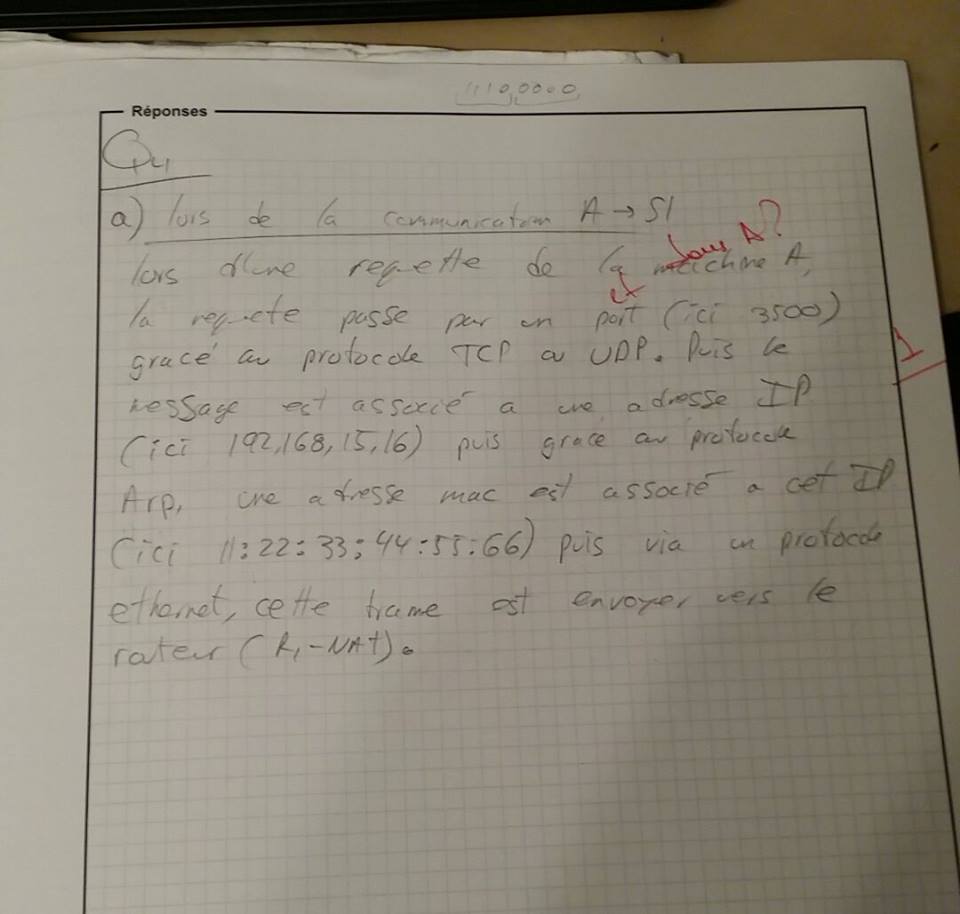 1110,0000
Réponses
Q4
a) lors de la communication A → S1
dans A?
lors d'une requette de la machine A,
et
la requete passe par un port (ici 3500)
gracé au protocole TCP ou UDP. Puis le
1
message est associé a une adresse IP
(ici 192,168,15,16) puis grace au protocole
Arp, une adresse mac est associé a cet IP
(ici 11:22:33:44:55:66) puis via un protocole
ethernet, cette trame est envoyer vers le
rateur (R1-NAt).